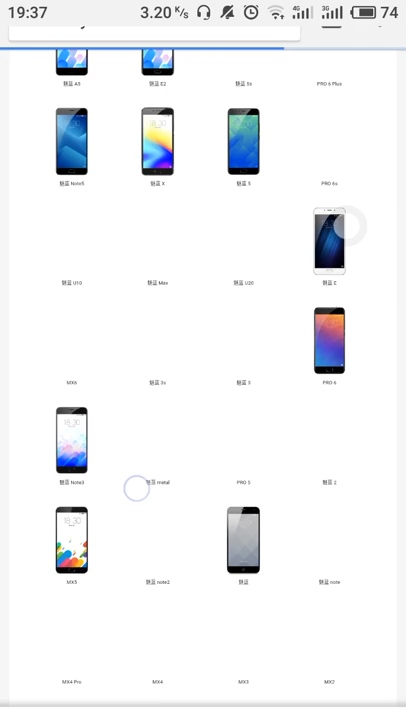 19:37 3.20 K/s 4G 3G 74
魅蓝 A5 魅蓝 E2 魅蓝 5s PRO 6 Plus
魅蓝 Note5 魅蓝 X 魅蓝 5 PRO 6s
魅蓝 U10 魅蓝 Max 魅蓝 U20 魅蓝 E
MX6 魅蓝 3s 魅蓝 3 PRO 6
魅蓝 Note3 魅蓝 metal PRO 5 魅蓝 2
MX5 魅蓝 note2 魅蓝 魅蓝 note
MX4 Pro MX4 MX3 MX2